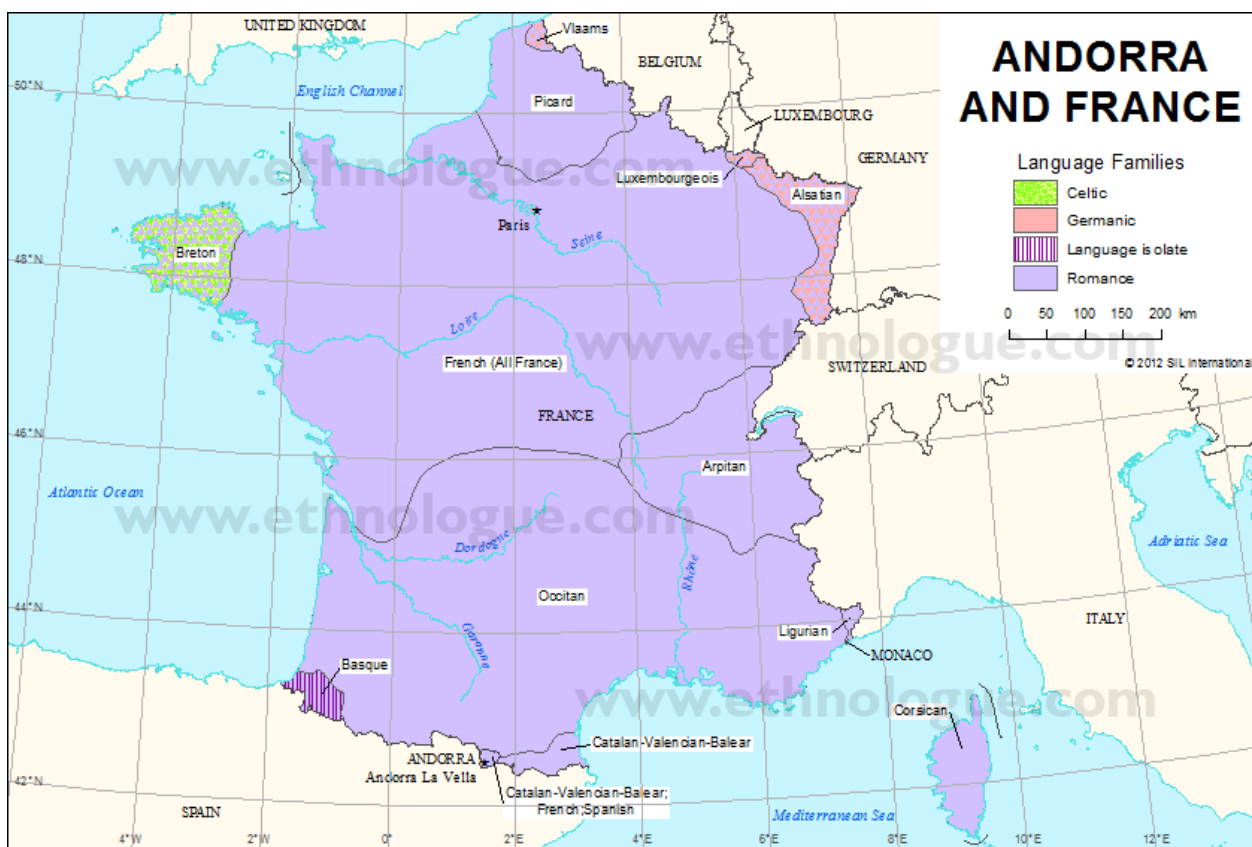 UNITED KINGDOM
Vlaams
BELGIUM
ANDORRA
AND FRANCE
50°N
English Channel
Picard
LUXEMBOURG
GERMANY
www.ethnologue.com
Luxembourgeois
Alsatian
Language Families
Celtic
Germanic
Language isolate
Romance
0 50 100 150 200 km
© 2012 SIL International
Paris
Seine
Breton
48°N
Loire
www.ethnologue.com
French (All France)
SWITZERLAND
FRANCE
46°N
Arpitan
Atlantic Ocean
www.ethnologue.com
Dordogne
Adriatic Sea
Rhône
44°N
Occitan
Garonne
Ligurian
ITALY
MONACO
Basque
www.ethnologue.com
Corsican
Catalan-Valencian-Balear
ANDORRA
Andorra La Vella
42°N
Catalan-Valencian-Balear;
French;Spanish
SPAIN
Mediterranean Sea
4°W 2°W 0° 2°E 4°E 6°E 8°E 10°E 12°E